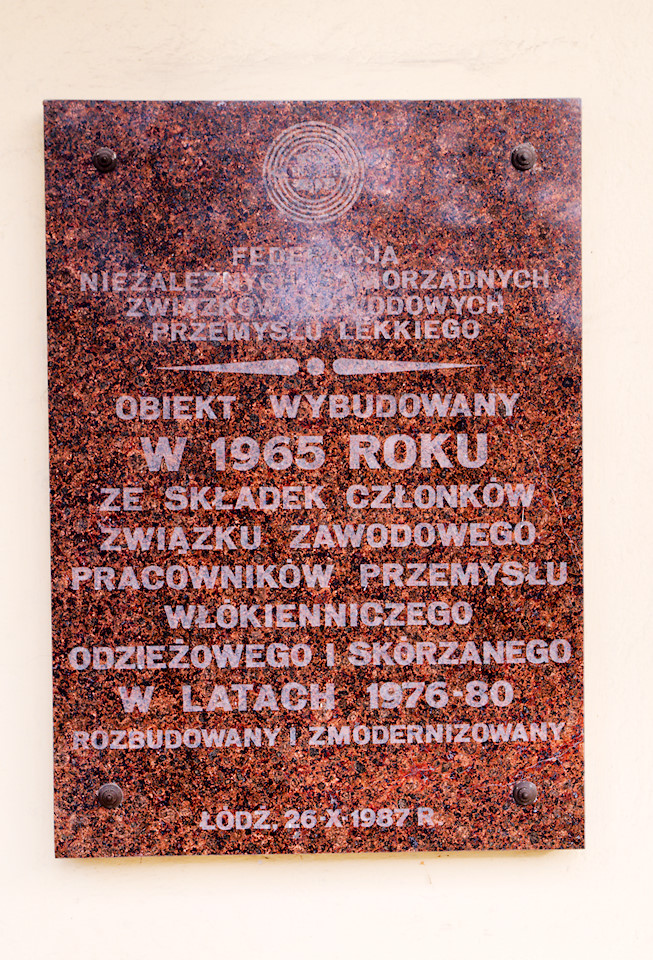 FEDERACJA
NIEZALEŻNYCH SAMORZĄDNYCH
ZWIĄZKÓW ZAWODOWYCH
PRZEMYSŁU LEKKIEGO
OBIEKT WYBUDOWANY
W 1965 ROKU
ZE SKŁADEK CZŁONKÓW
ZWIĄZKU ZAWODOWEGO
PRACOWNIKÓW PRZEMYSŁU
WŁÓKIENNICZEGO
ODZIEŻOWEGO I SKÓRZANEGO
W LATACH 1976-80
ROZBUDOWANY I ZMODERNIZOWANY
ŁÓDŹ, 26·X·1987 R.